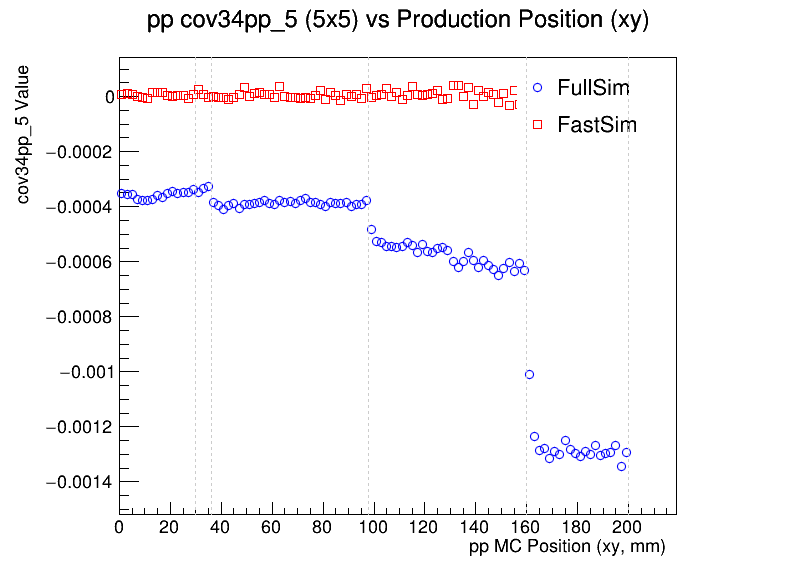 pp cov34pp_5 (5x5) vs Production Position (xy)
cov34pp_5 Value
FullSim
FastSim
0
−0.0002
−0.0004
−0.0006
−0.0008
−0.001
−0.0012
−0.0014
0 20 40 60 80 100 120 140 160 180 200
pp MC Position (xy, mm)